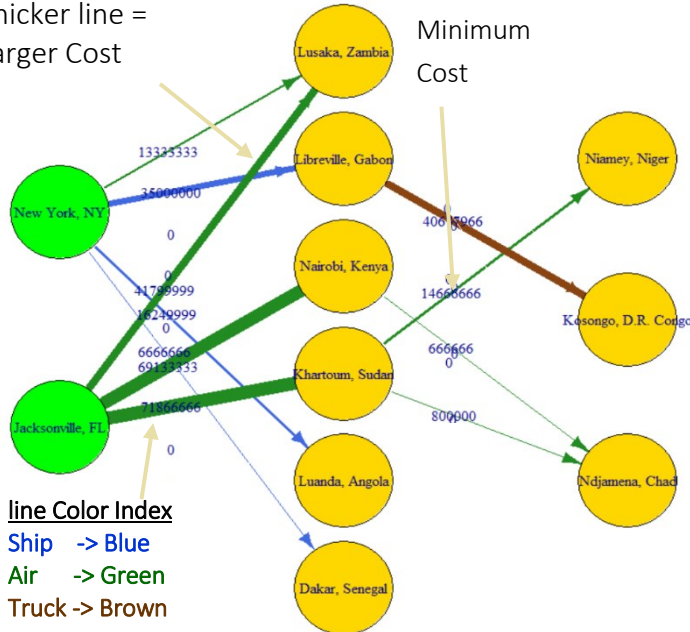 hicker line =
arger Cost
Minimum
Cost
Lusaka, Zambia
Libreville, Gabon
Niamey, Niger
New York, NY
Nairobi, Kenya
Kosongo, D.R. Congo
Khartoum, Sudan
Jacksonville, FL
Luanda, Angola
Ndjamena, Chad
Dakar, Senegal
13333333
35000000
0
0
41799999
16249999
0
6666666
69133333
71866666
0
14666666
666666
0
800000
line Color Index
Ship -> Blue
Air -> Green
Truck -> Brown